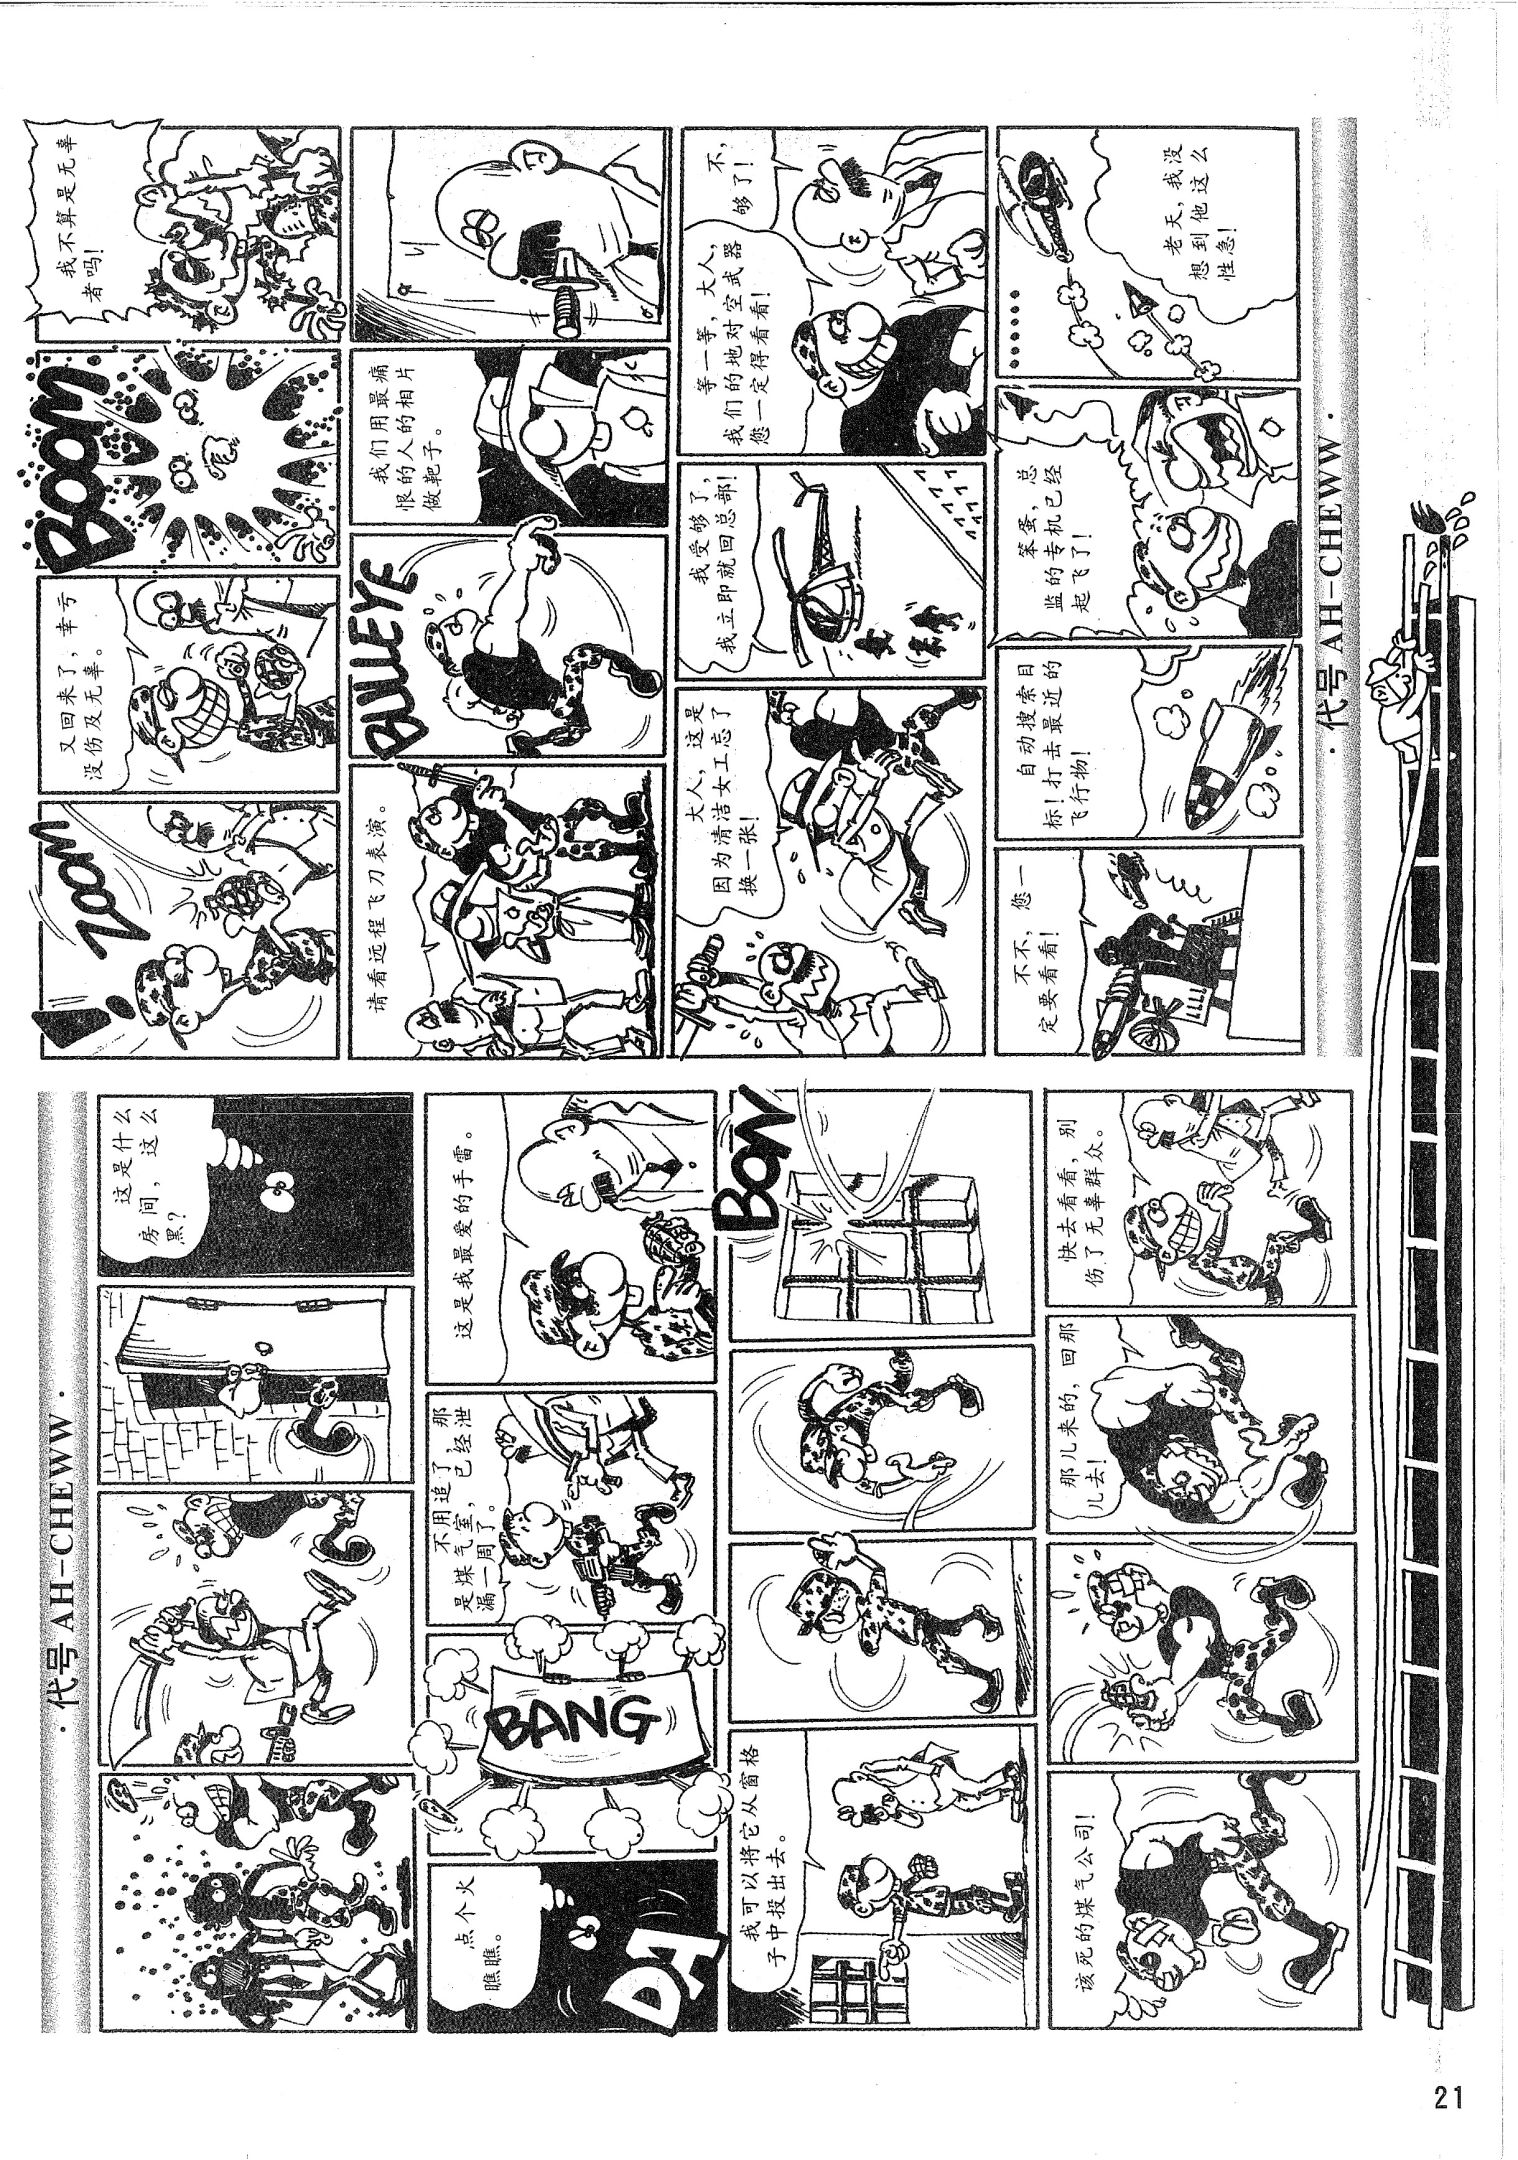 ·代号 AH-CHEWW·
这是什么
房间，这么
黑？
点个火
瞧瞧。
DA
BANG
不用追了，那
是煤气室，已经泄
漏一周了。
这是我最爱的手雷。
我可以将它从窗格
子中投出去。
BON
该死的煤气公司！
那儿来的，回那
儿去！
快去看看，别
伤了无辜群众。
ZOOM
!
又回来了，幸亏
没伤及无辜。
BOOM
我不算是无辜
者吗！
请看远程飞刀表演。
BULLEYE
我们用最痛
恨的人的相片
做靶子。
大人，这是
因为清洁女工忘了
换一张！
我受够了，
我立即就回总部！
等一等，大人，
我们的地对空武器
您一定得看看！
不，
够了！
不不，您一
定要看看！
自动搜索目
标！打击最近的
飞行物！
笨蛋，总
监的专机已经
起飞了！
······
老天，我没
想到他这么
性急！
·代号 AH-CHEWW·
21